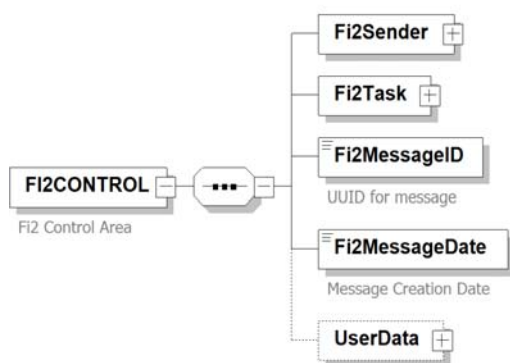 Fi2Sender
Fi2Task
Fi2MessageID
UUID for message
FI2CONTROL
Fi2 Control Area
Fi2MessageDate
Message Creation Date
UserData